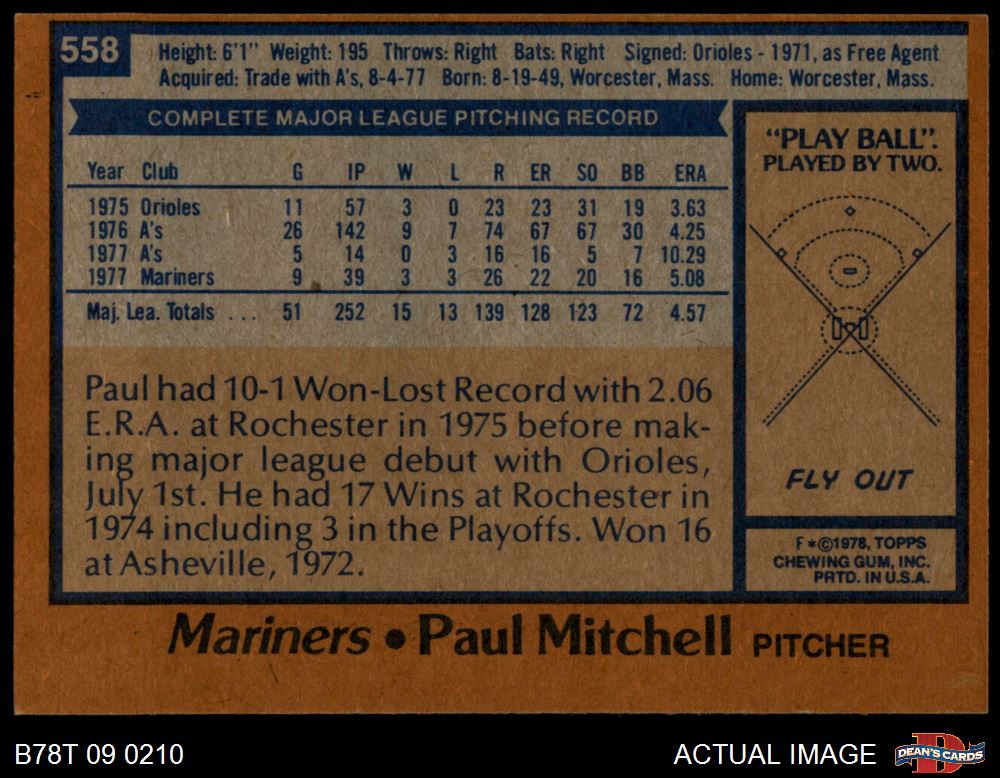 558
Height: 6'1" Weight: 195 Throws: Right Bats: Right Signed: Orioles - 1971, as Free Agent
Acquired: Trade with A's, 8-4-77 Born: 8-19-49, Worcester, Mass. Home: Worcester, Mass.
COMPLETE MAJOR LEAGUE PITCHING RECORD
Year Club G IP W L R ER SO BB ERA
1975 Orioles 11 57 3 0 23 23 31 19 3.63
1976 A's 26 142 9 7 74 67 67 30 4.25
1977 A's 5 14 0 3 16 16 5 7 10.29
1977 Mariners 9 39 3 3 26 22 20 16 5.08
Maj. Lea. Totals ... 51 252 15 13 139 128 123 72 4.57
Paul had 10-1 Won-Lost Record with 2.06
E.R.A. at Rochester in 1975 before mak-
ing major league debut with Orioles,
July 1st. He had 17 Wins at Rochester in
1974 including 3 in the Playoffs. Won 16
at Asheville, 1972.
"PLAY BALL".
PLAYED BY TWO.
FLY OUT
F*©1978, TOPPS
CHEWING GUM, INC.
PRTD. IN U.S.A.
Mariners • Paul Mitchell PITCHER
B78T 09 0210
ACTUAL IMAGE
DEAN'S CARDS